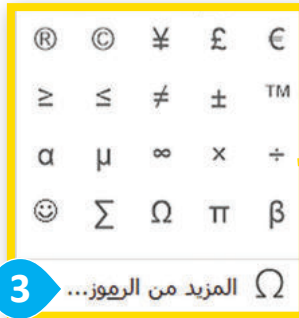 ® © ¥ £ €
≥ ≤ ≠ ± ™
α µ ∞ × ÷
☺ ∑ Ω π β
Ω المزيد من الرموز...
3